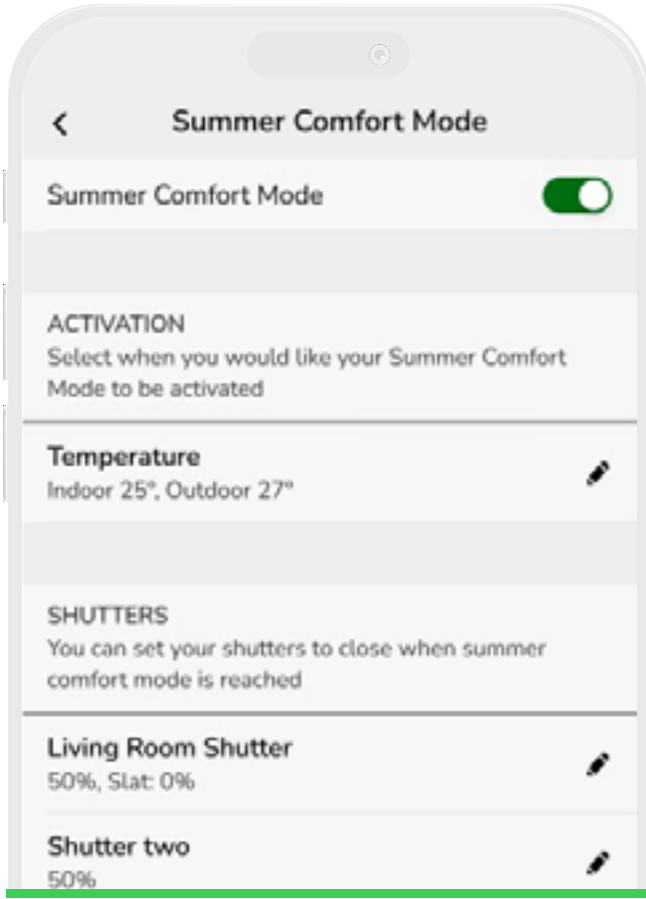 Summer Comfort Mode
Summer Comfort Mode
ACTIVATION
Select when you would like your Summer Comfort
Mode to be activated
Temperature
Indoor 25°, Outdoor 27°
SHUTTERS
You can set your shutters to close when summer
comfort mode is reached
Living Room Shutter
50%, Slat: 0%
Shutter two
50%